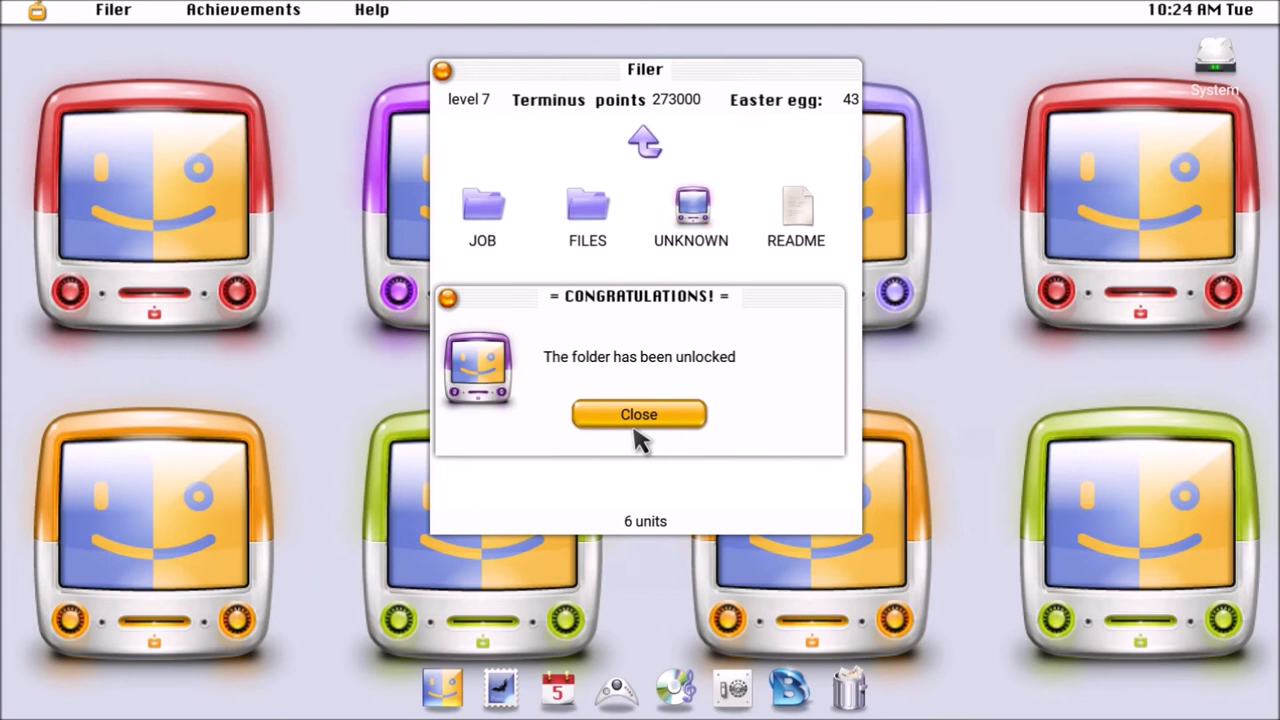 Filer Achievements Help 10:24 AM Tue
System
Filer
level 7 Terminus points 273000 Easter egg: 43
JOB FILES UNKNOWN README
= CONGRATULATIONS! =
The folder has been unlocked
Close
6 units
5
B